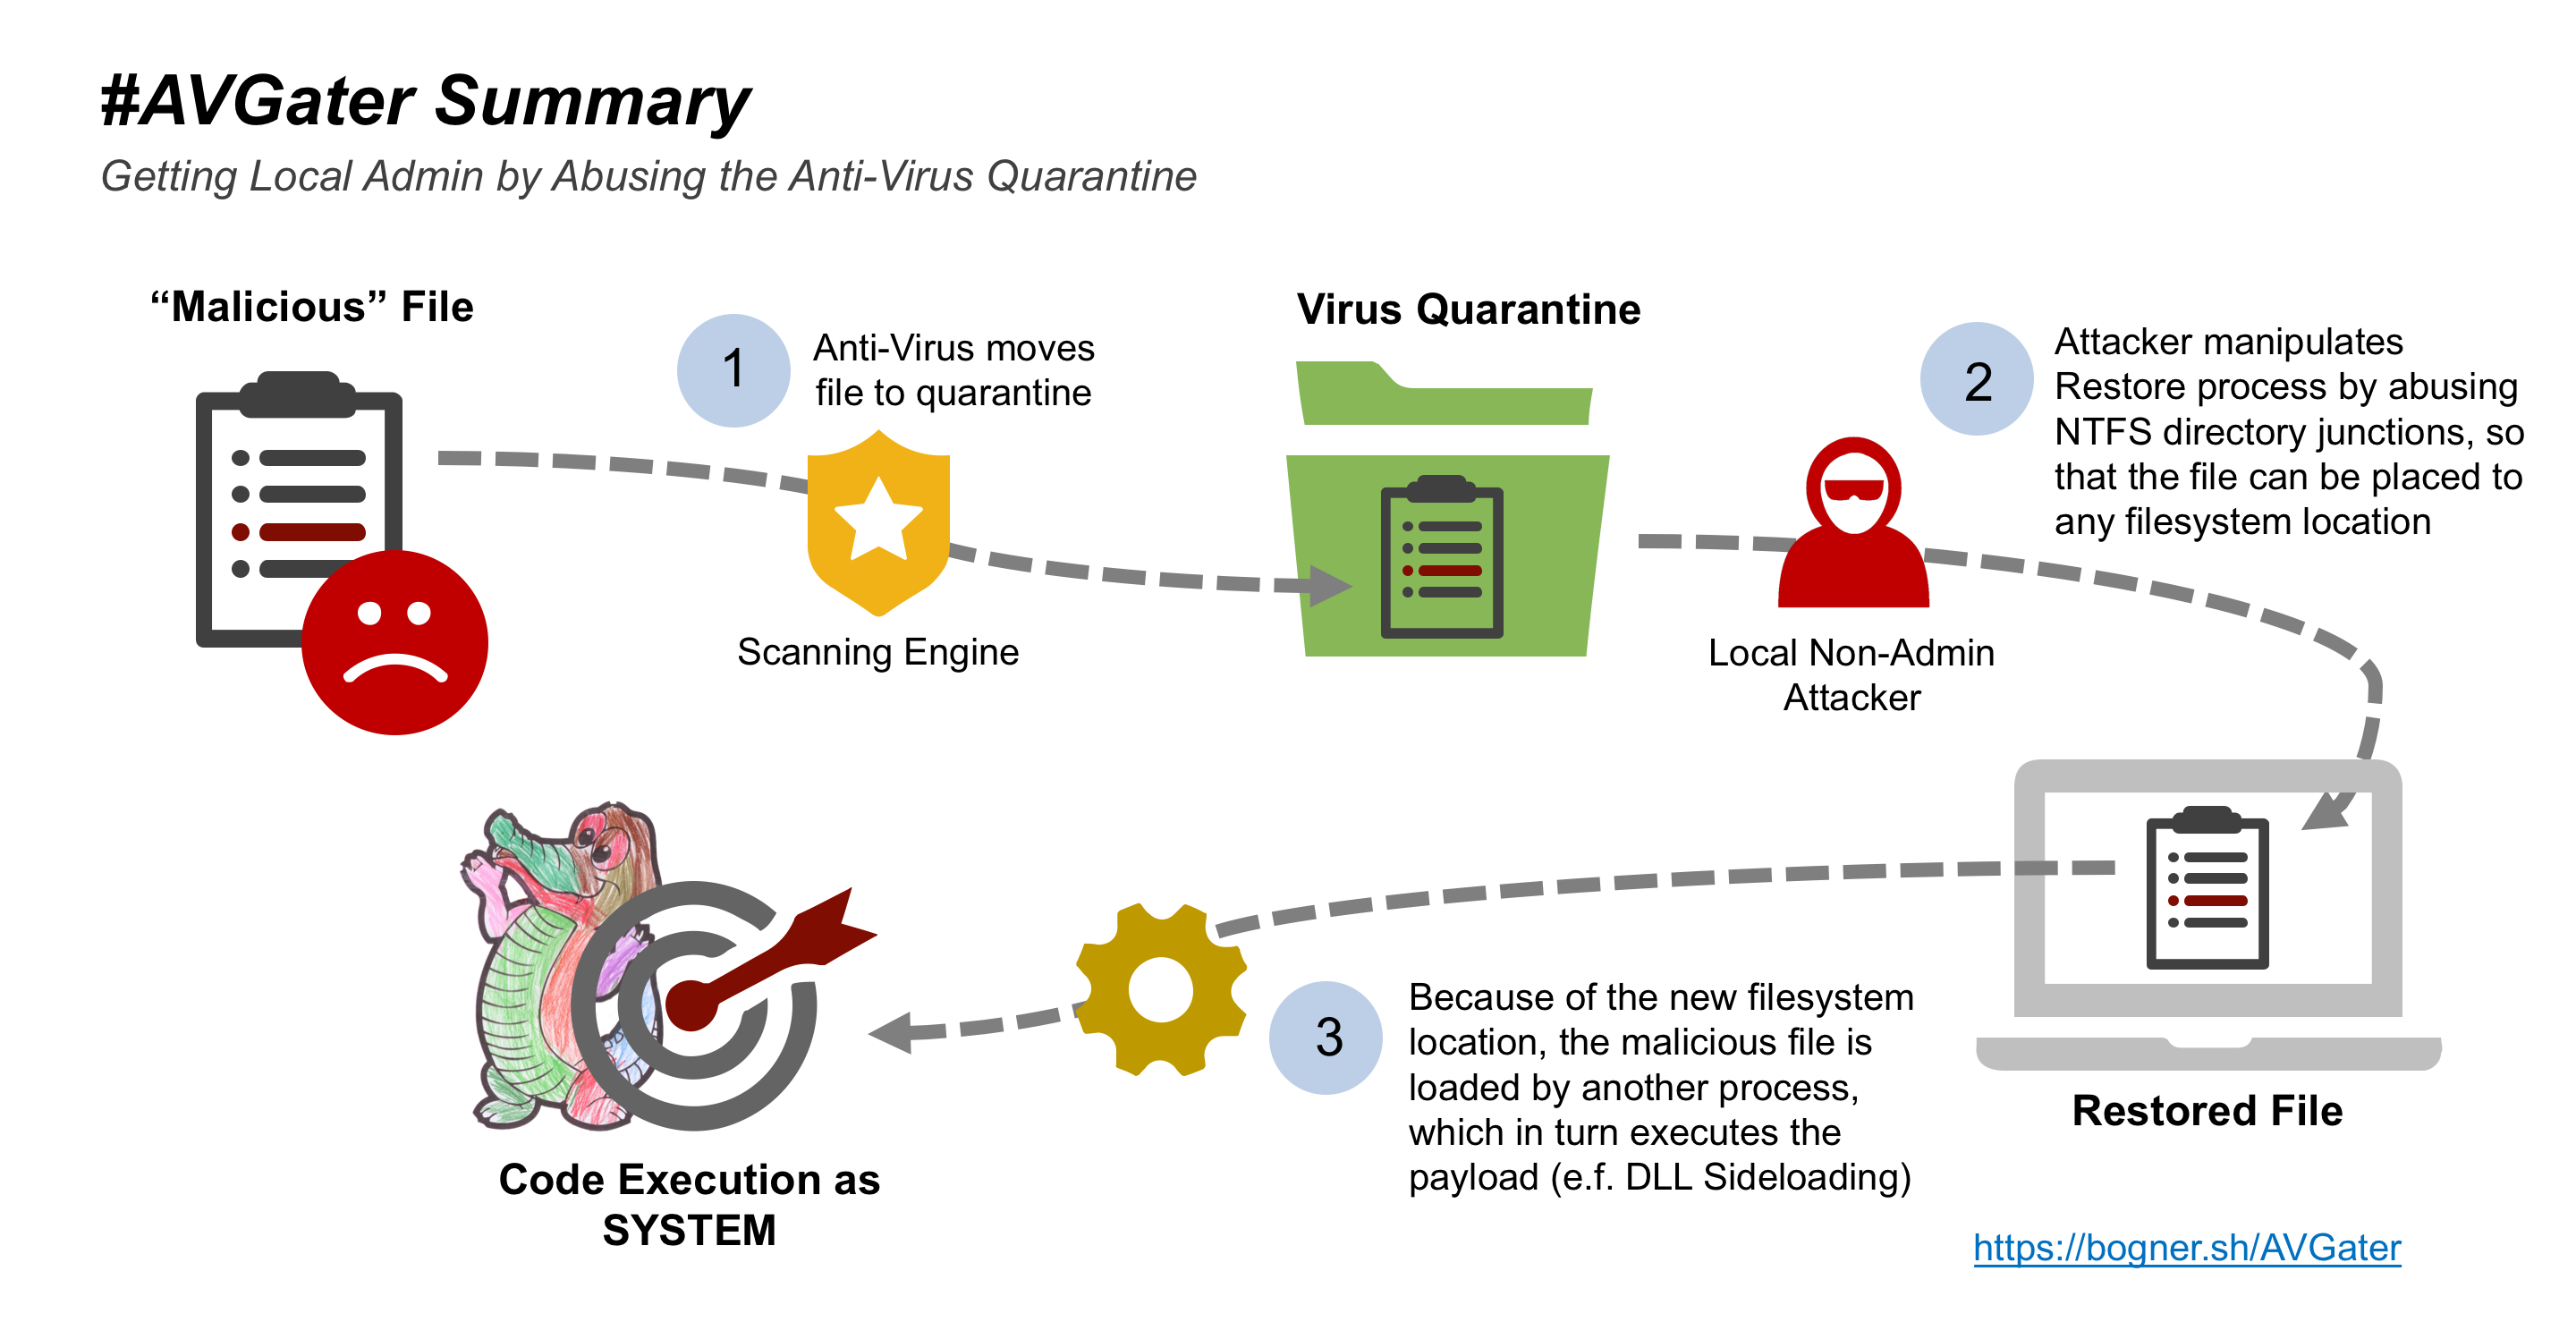 #AVGater Summary
Getting Local Admin by Abusing the Anti-Virus Quarantine
“Malicious” File
1
Anti-Virus moves
file to quarantine
Scanning Engine
Virus Quarantine
Local Non-Admin
Attacker
2
Attacker manipulates
Restore process by abusing
NTFS directory junctions, so
that the file can be placed to
any filesystem location
Restored File
3
Because of the new filesystem
location, the malicious file is
loaded by another process,
which in turn executes the
payload (e.f. DLL Sideloading)
Code Execution as
SYSTEM
https://bogner.sh/AVGater